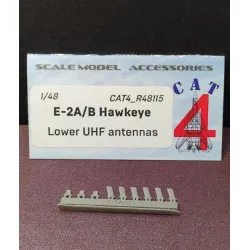 SCALE MODEL ACCESSORIES
1/48 CAT4_R48115
E-2A/B Hawkeye
Lower UHF antennas
CAT
4